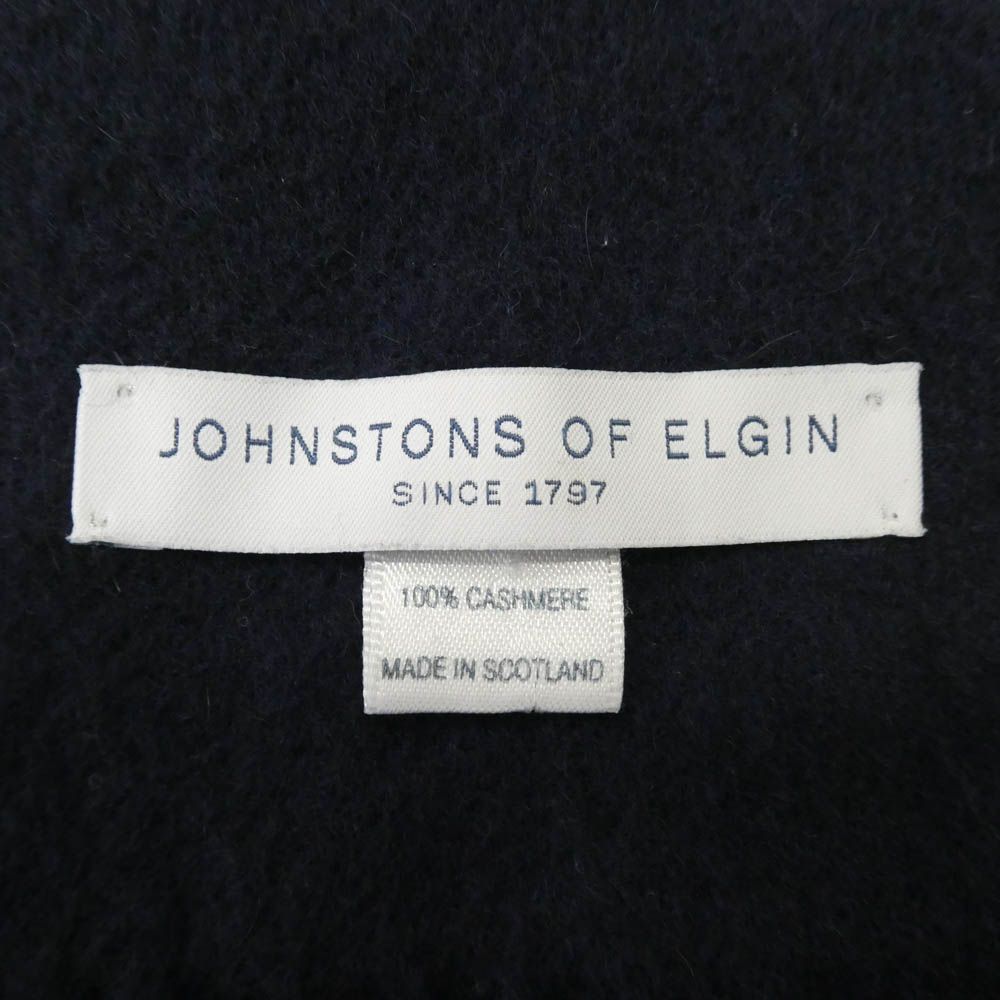 JOHNSTONS OF ELGIN
SINCE 1797
100% CASHMERE
MADE IN SCOTLAND